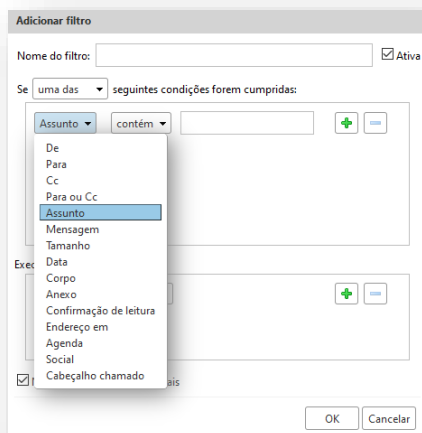 Adicionar filtro
Nome do filtro:
Ativa
Se uma das seguintes condições forem cumpridas:
Assunto contém
De
Para
Cc
Para ou Cc
Assunto
Mensagem
Tamanho
Data
Corpo
Anexo
Confirmação de leitura
Endereço em
Agenda
Social
Cabeçalho chamado
OK Cancelar